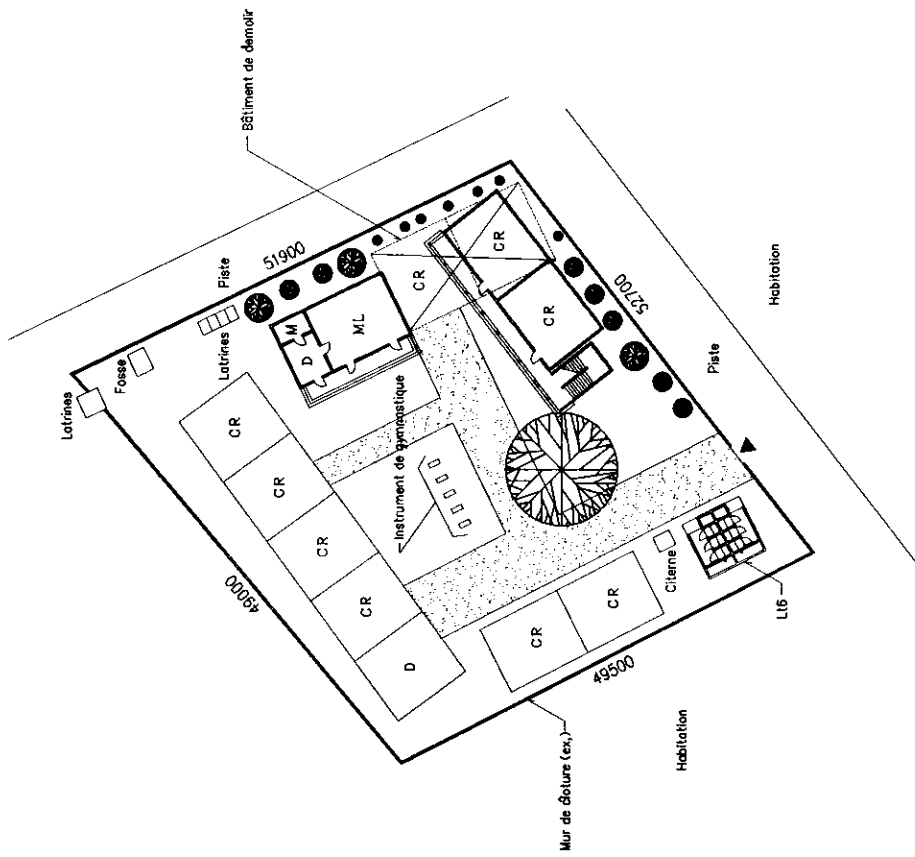 Bâtiment de demolir
Piste
51900
Latrines
Fosse
Latrines
M
D
ML
CR
CR
CR
CR
CR
CR
CR
D
Instrument de gymnastique
49000
52700
Habitation
Piste
CR
CR
Citerne
Lt6
49500
Mur de cloture (ex,)
Habitation